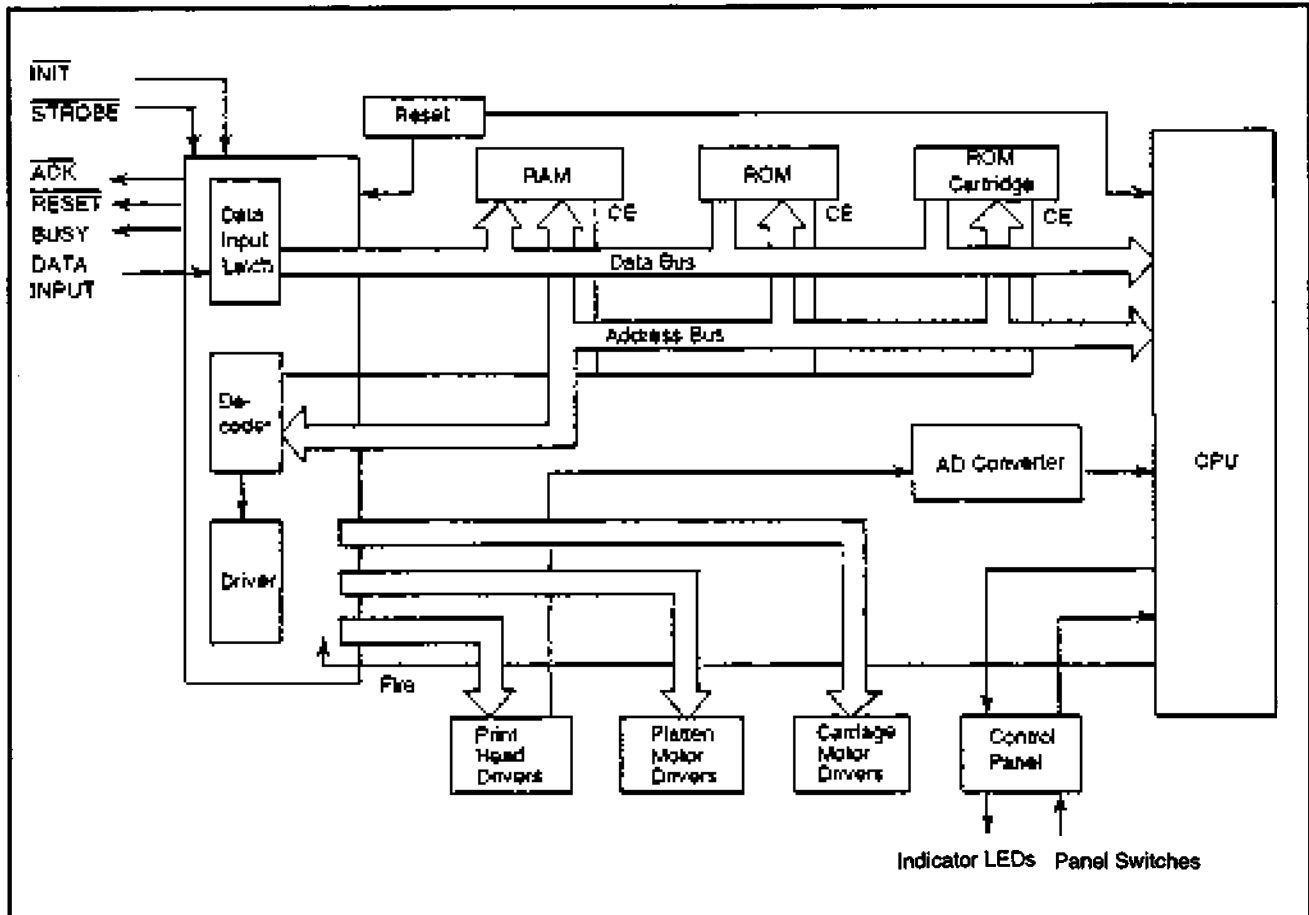 INIT
STROBE
ACK
RESET
BUSY
DATA
INPUT
Reset
RAM
ROM
ROM
Cartridge
CE
CE
CE
Data
Input
Latch
Data Bus
Address Bus
De-
coder
AD Converter
CPU
Driver
Fire
Print
Head
Drivers
Platten
Motor
Drivers
Carriage
Motor
Drivers
Control
Panel
Indicator LEDs
Panel Switches